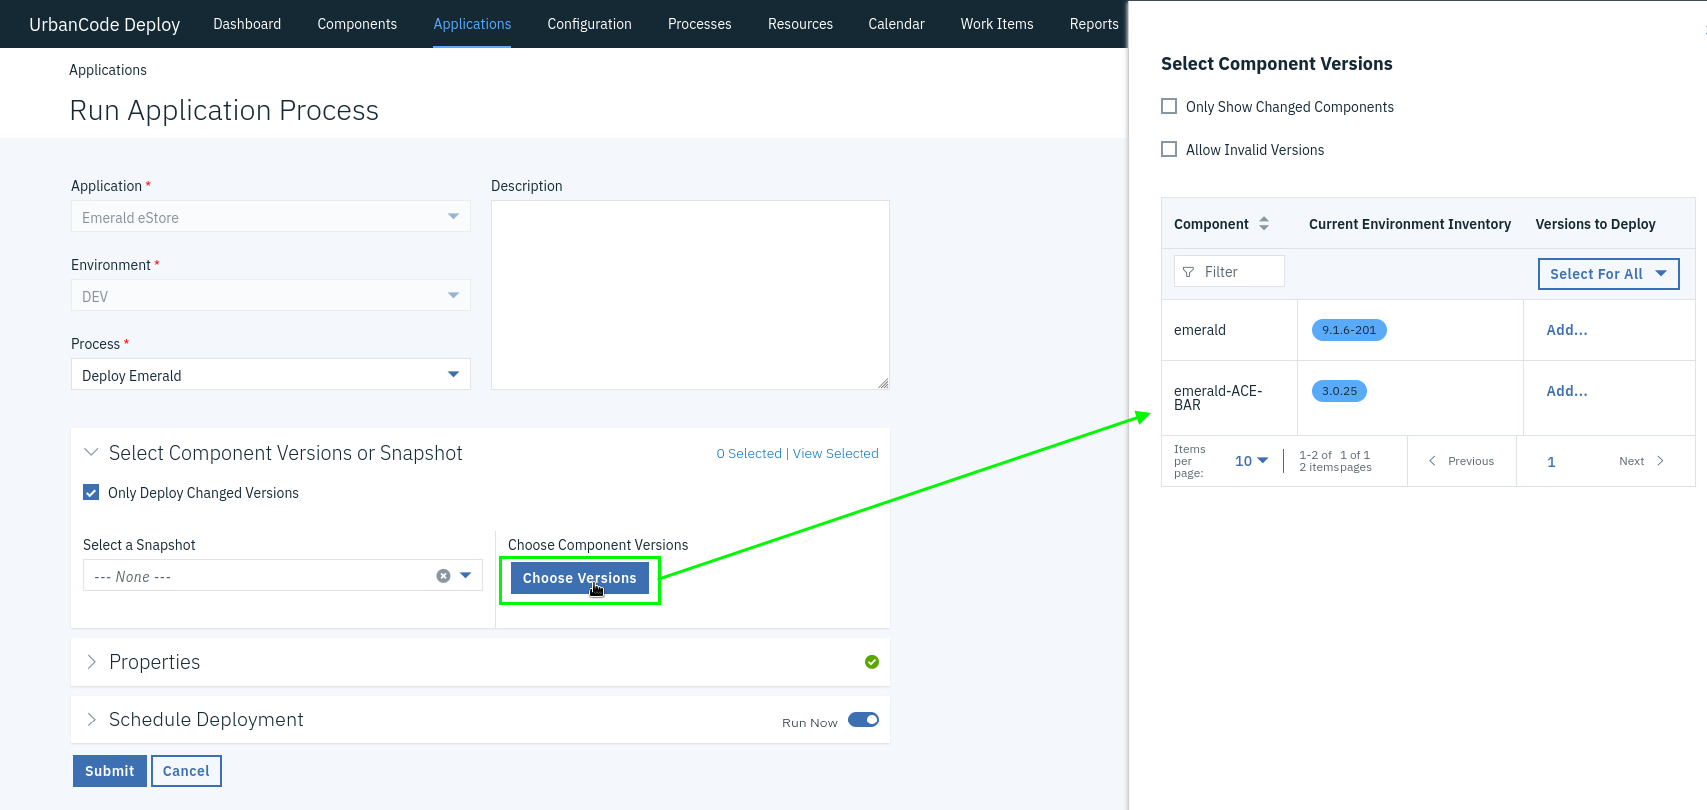 UrbanCode Deploy Dashboard Components Applications Configuration Processes Resources Calendar Work Items Reports
Applications
Run Application Process
Application *
Emerald eStore
Environment *
DEV
Process *
Deploy Emerald
Description
Select Component Versions or Snapshot
0 Selected | View Selected
Only Deploy Changed Versions
Select a Snapshot
--- None ---
Choose Component Versions
Choose Versions
Properties
Schedule Deployment
Run Now
Submit Cancel
Select Component Versions
Only Show Changed Components
Allow Invalid Versions
Component Current Environment Inventory Versions to Deploy
Filter Select For All
emerald 9.1.6-201 Add...
emerald-ACE-
BAR
3.0.25 Add...
Items
per
page:
10
1-2 of
2 items
1 of 1
pages
Previous 1 Next